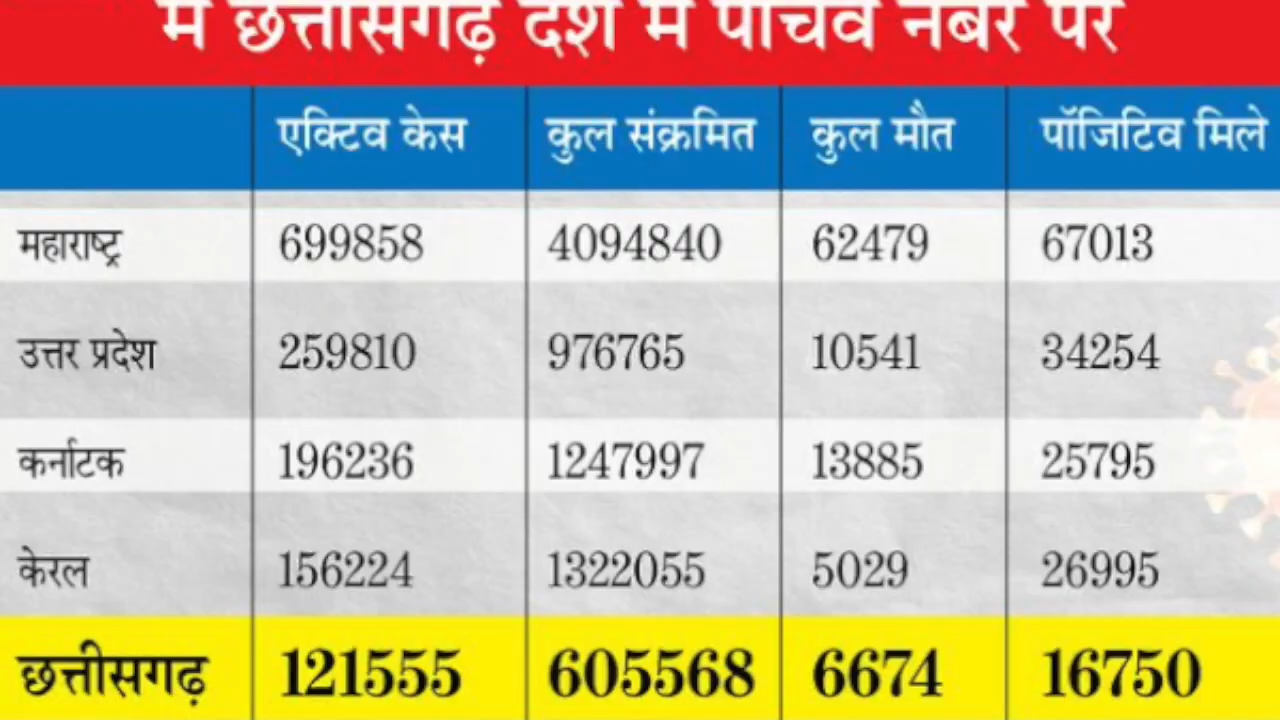 में छत्तीसगढ़ देश में पांचवें नंबर पर
एक्टिव केस कुल संक्रमित कुल मौत पॉजिटिव मिले
महाराष्ट्र 699858 4094840 62479 67013
उत्तर प्रदेश 259810 976765 10541 34254
कर्नाटक 196236 1247997 13885 25795
केरल 156224 1322055 5029 26995
छत्तीसगढ़ 121555 605568 6674 16750